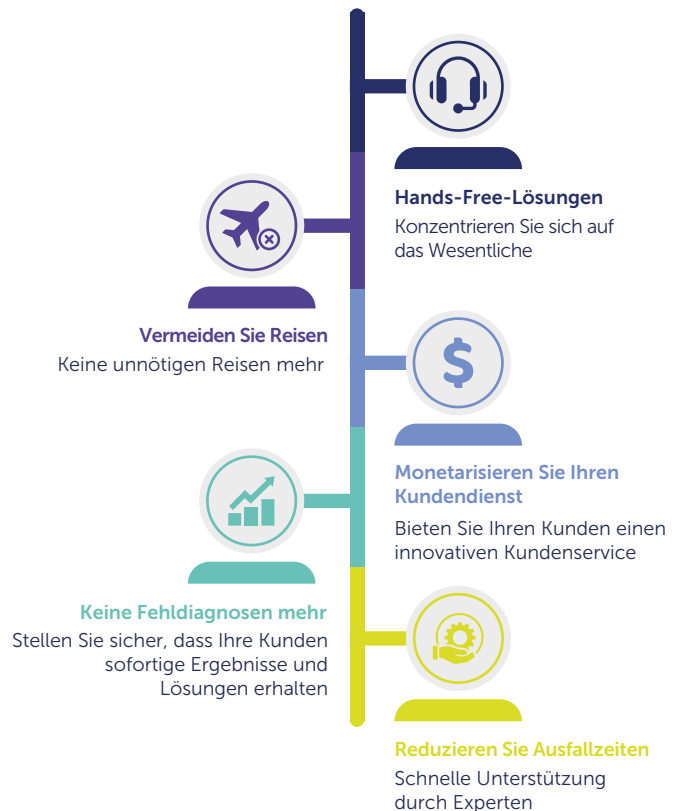 Hands-Free-Lösungen
Konzentrieren Sie sich auf
das Wesentliche
Vermeiden Sie Reisen
Keine unnötigen Reisen mehr
$
Monetarisieren Sie Ihren
Kundendienst
Bieten Sie Ihren Kunden einen
innovativen Kundenservice
Keine Fehldiagnosen mehr
Stellen Sie sicher, dass Ihre Kunden
sofortige Ergebnisse und
Lösungen erhalten
Reduzieren Sie Ausfallzeiten
Schnelle Unterstützung
durch Experten